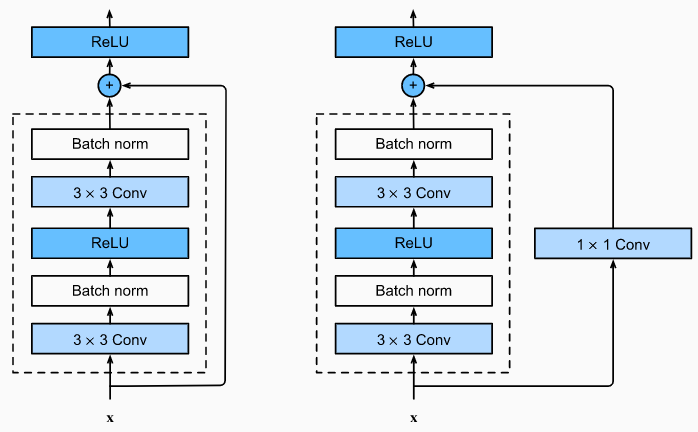 ReLU
+
Batch norm
3 × 3 Conv
ReLU
Batch norm
3 × 3 Conv
x
ReLU
+
Batch norm
3 × 3 Conv
ReLU
1 × 1 Conv
Batch norm
3 × 3 Conv
x